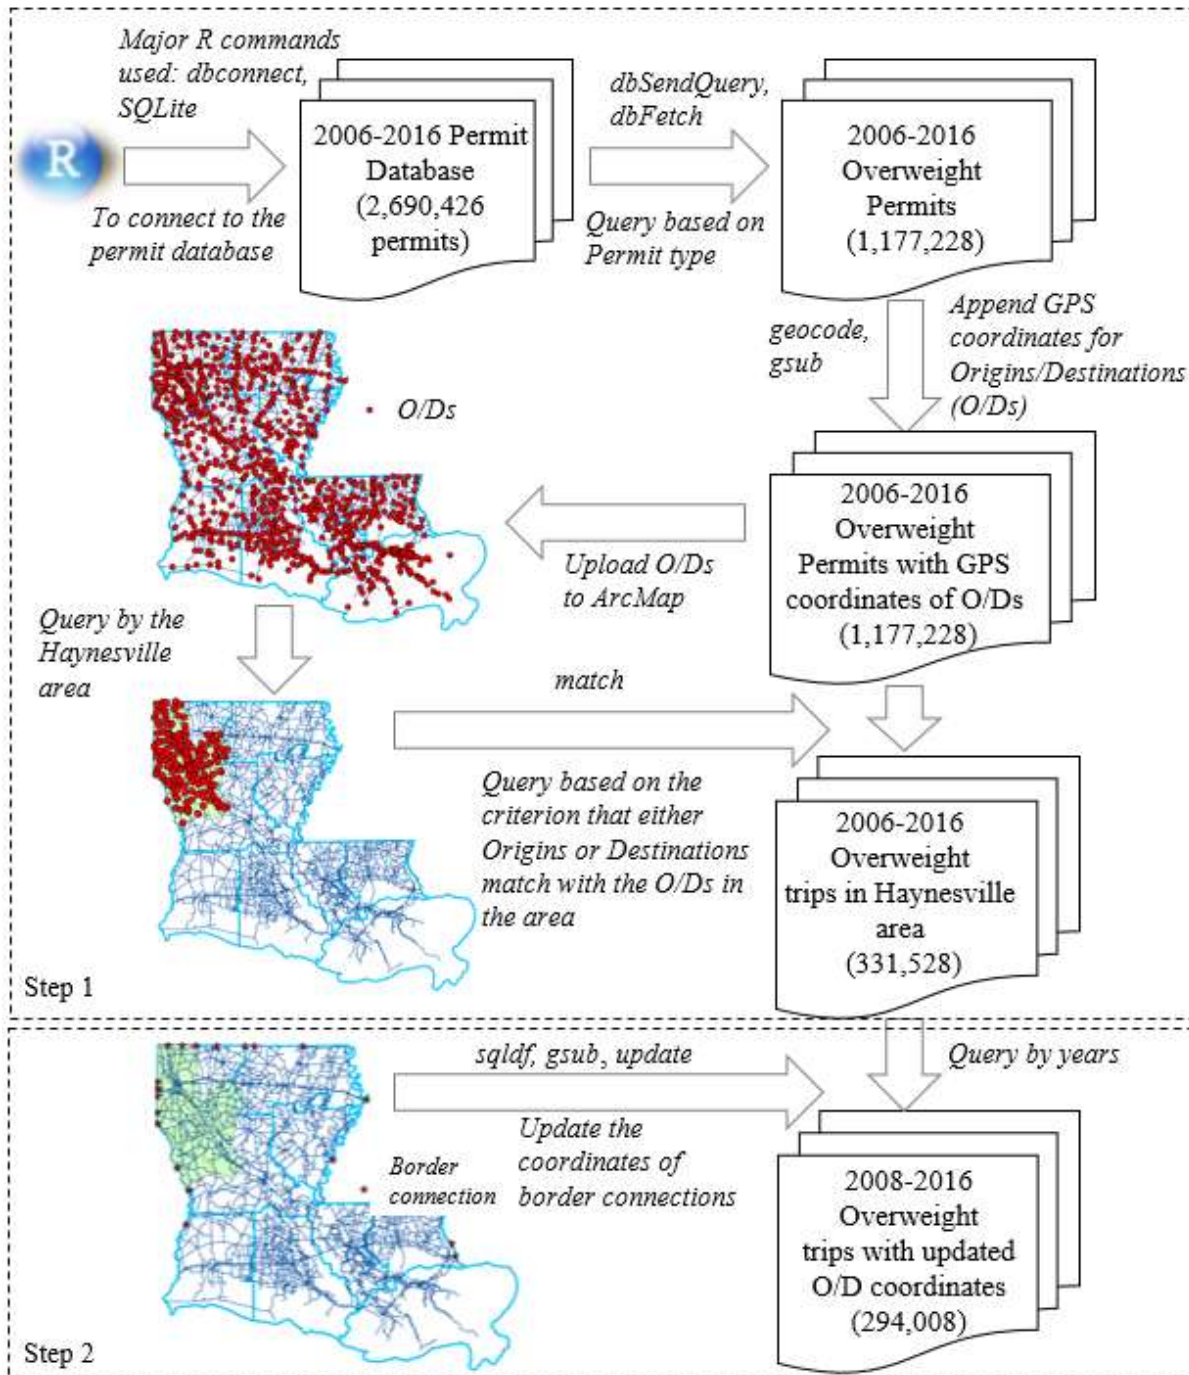 Major R commands
used: dbconnect,
SQLite
R
To connect to the
permit database
2006-2016 Permit
Database
(2,690,426
permits)
dbSendQuery,
dbFetch
Query based on
Permit type
2006-2016
Overweight
Permits
(1,177,228)
geocode,
gsub
Append GPS
coordinates for
Origins/Destinations
(O/Ds)
O/Ds
2006-2016
Overweight
Permits with GPS
coordinates of O/Ds
(1,177,228)
Upload O/Ds
to ArcMap
Query by the
Haynesville
area
match
Query based on the
criterion that either
Origins or Destinations
match with the O/Ds in
the area
2006-2016
Overweight
trips in Haynesville
area
(331,528)
Step 1
sqldf, gsub, update
Query by years
Update the
coordinates of
border connections
Border
connection
2008-2016
Overweight
trips with updated
O/D coordinates
(294,008)
Step 2